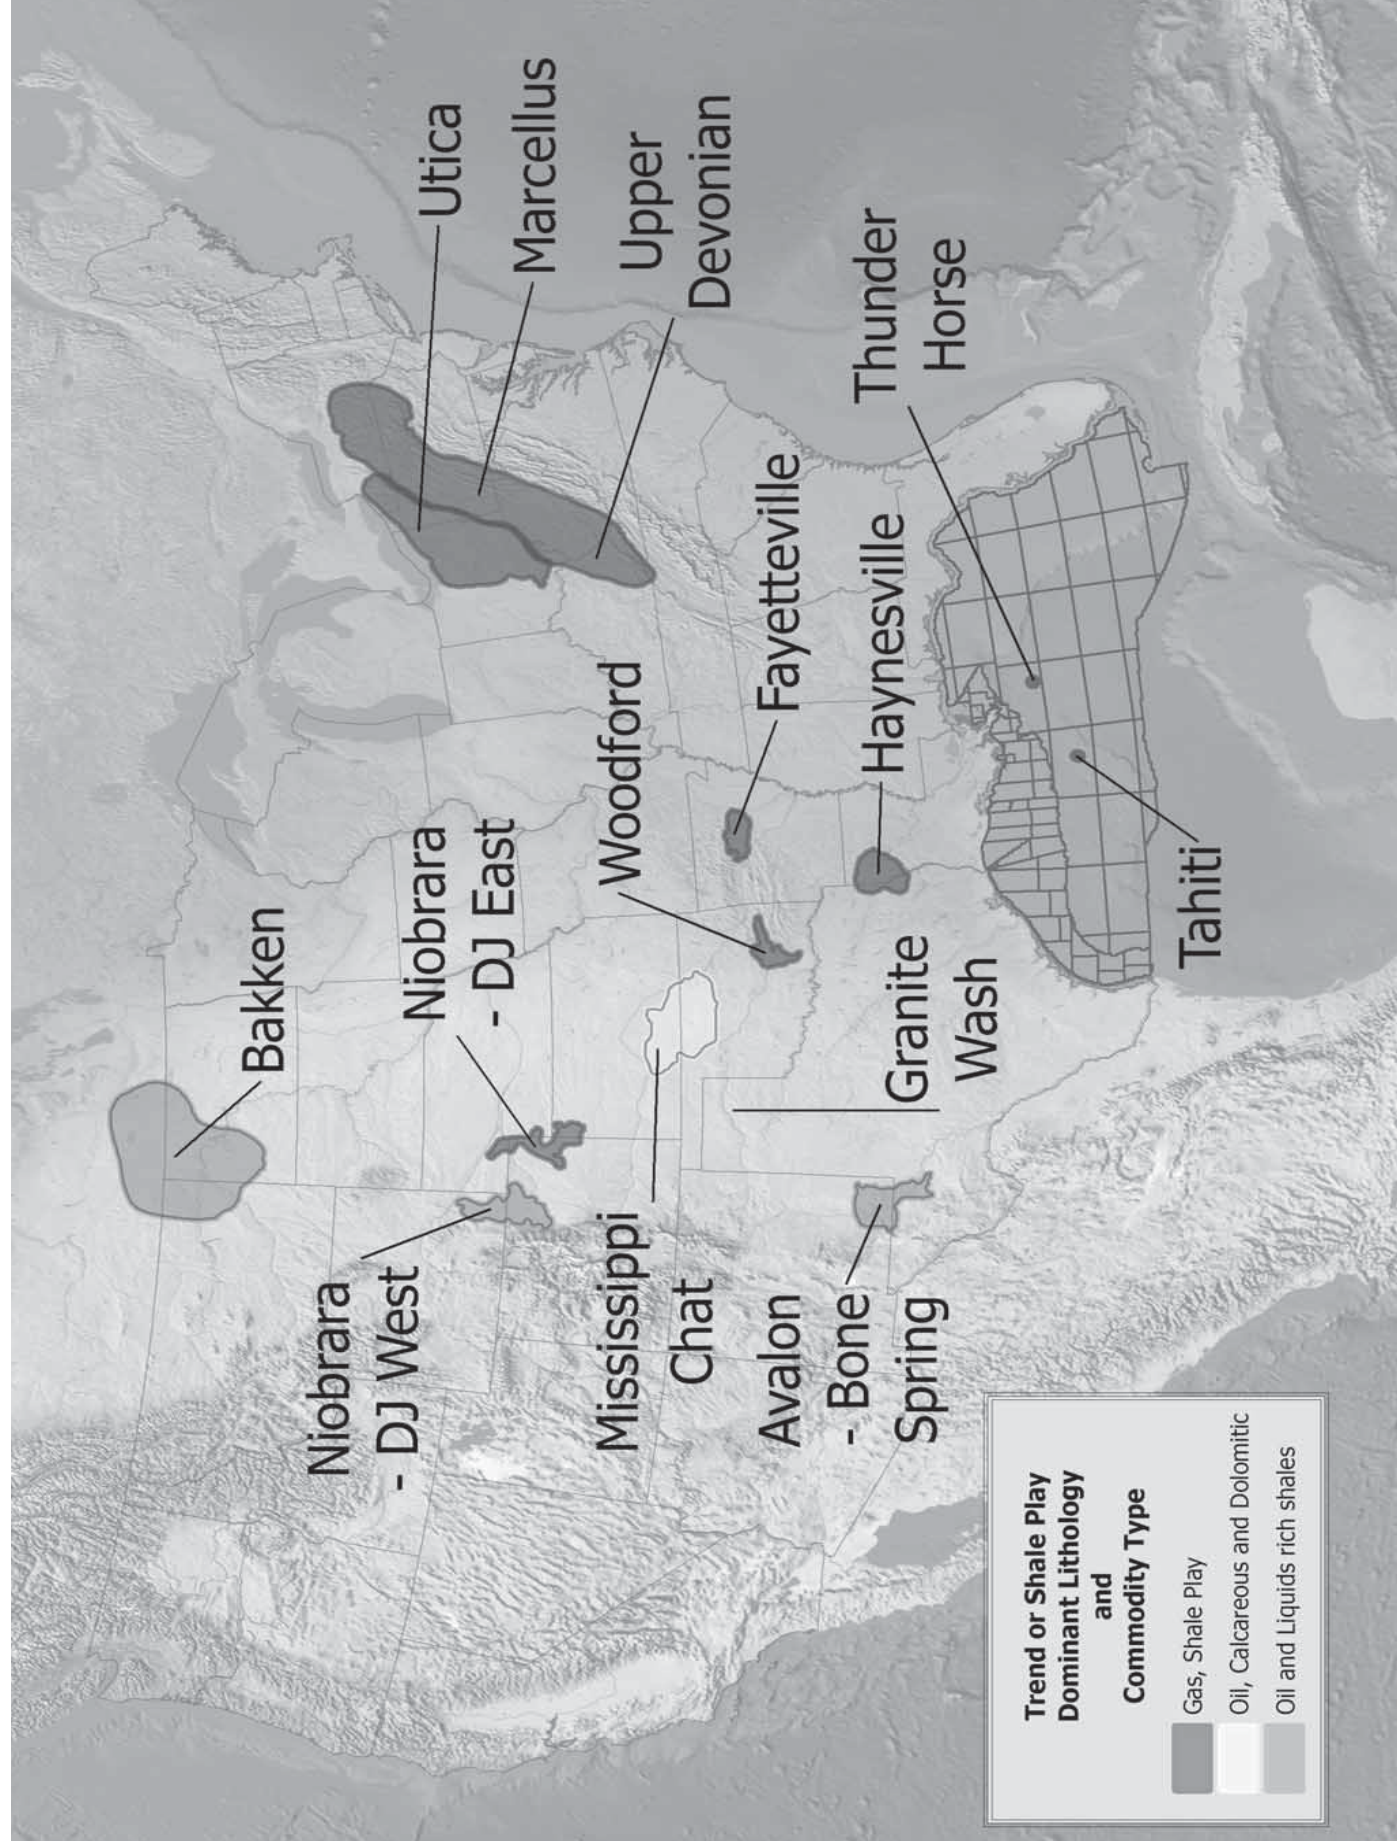 Bakken
Niobrara
- DJ West
Niobrara
- DJ East
Utica
Marcellus
Upper
Devonian
Mississippi
Chat
Woodford
Fayetteville
Avalon
- Bone
Spring
Granite
Wash
Haynesville
Thunder
Horse
Tahiti
Trend or Shale Play
Dominant Lithology
and
Commodity Type
Gas, Shale Play
Oil, Calcareous and Dolomitic
Oil and Liquids rich shales